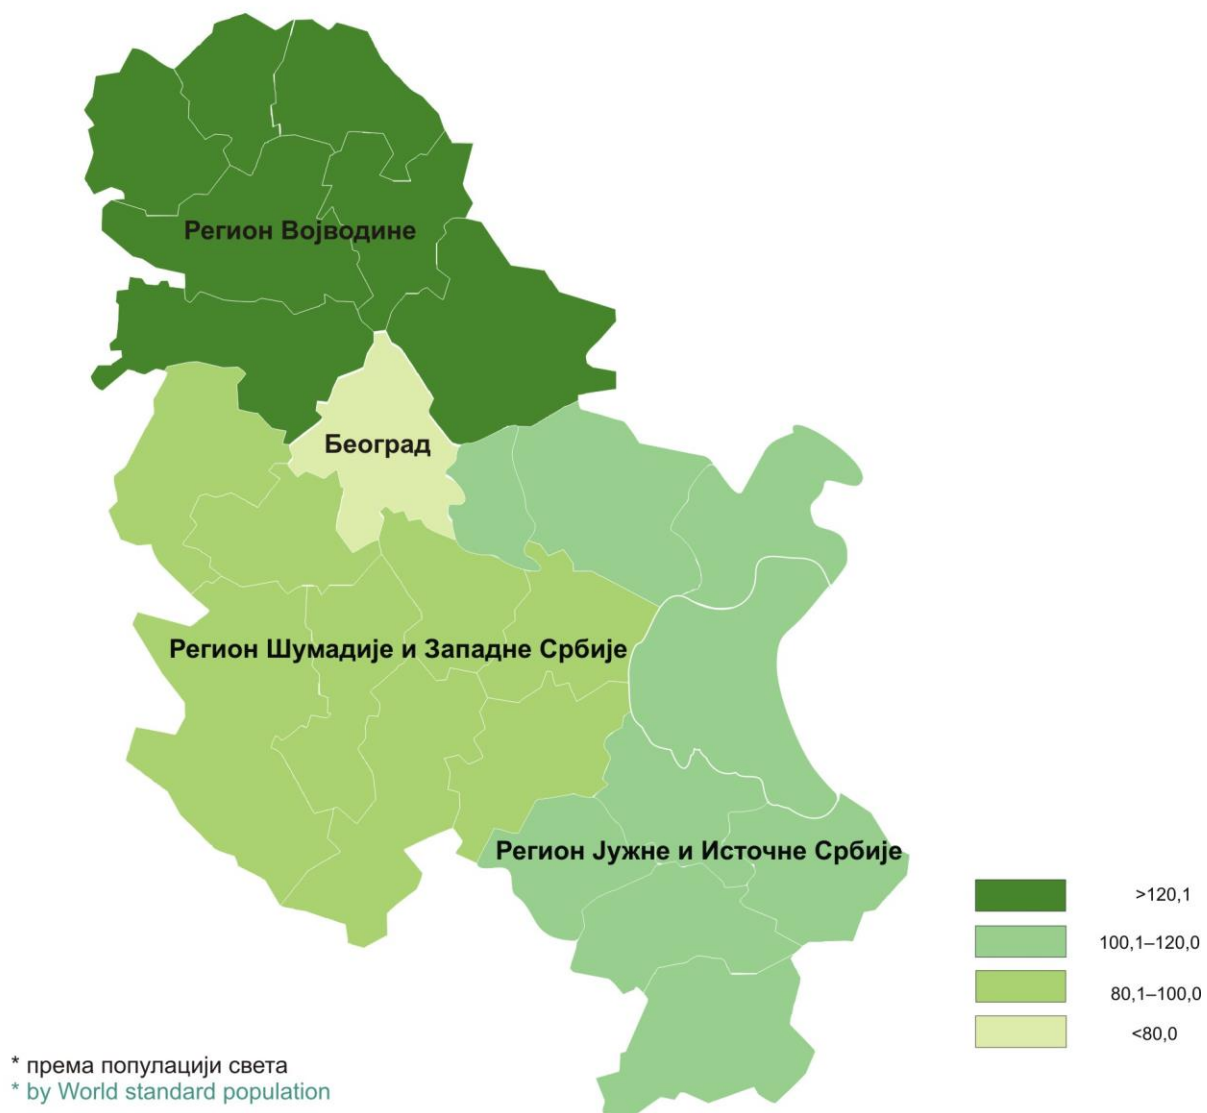 Регион Војводине
Београд
Регион Шумадије и Западне Србије
Регион Јужне и Источне Србије
>120,1
100,1–120,0
80,1–100,0
<80,0
* према популацији света
* by World standard population